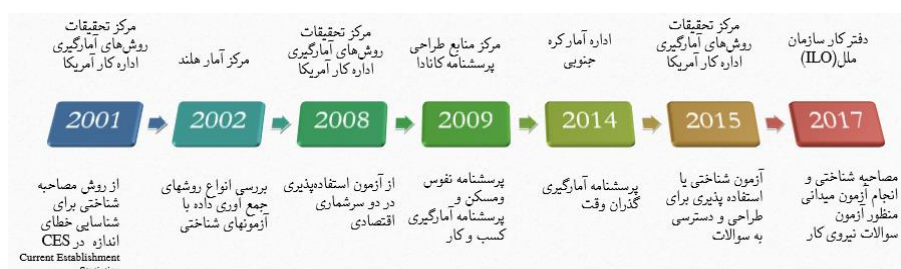 مرکز تحقیقات
روش‌های آمارگیری
اداره کار آمریکا
مرکز آمار هلند
مرکز تحقیقات
روش‌های آمارگیری
اداره کار آمریکا
مرکز منابع طراحی
پرسشنامه کانادا
اداره آمار کره
جنوبی
مرکز تحقیقات
روش‌های آمارگیری
اداره کار آمریکا
دفتر کار سازمان
ملل(ILO)
2001
2002
2008
2009
2014
2015
2017
از روش مصاحبه
شناختی برای
شناسایی خطای
اندازه در CES
Current Establishment
بررسی انواع روشهای
جمع آوری داده با
آزمونهای شناختی
از آزمون استفاده‌پذیری
در دو سرشماری
اقتصادی
پرسشنامه نفوس
ومسکن و
پرسشنامه آمارگیری
کسب و کار
پرسشنامه آمارگیری
گذران وقت
آزمون شناختی یا
استفاده پذیری برای
طراحی و دسترسی
به سوالات
مصاحبه شناختی و
انجام آزمون میدانی
منظور آزمون
سوالات نیروی کار